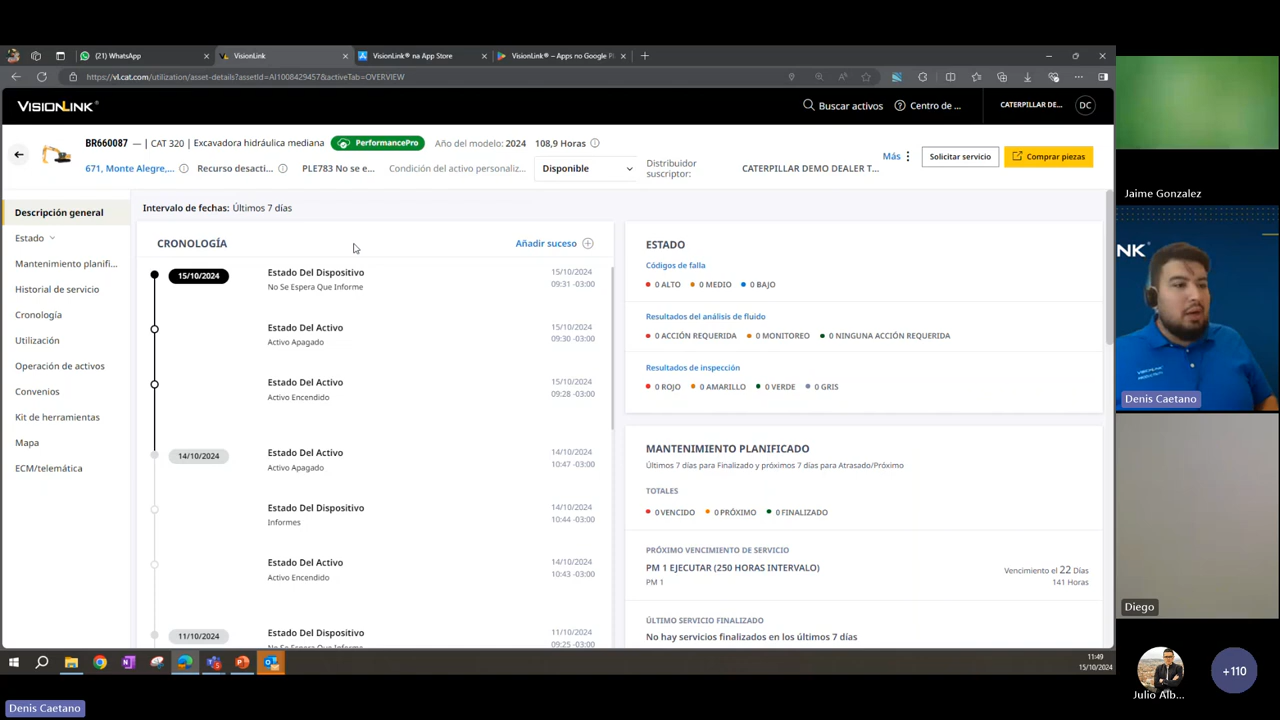 (21) WhatsApp
VisionLink
VisionLink® na App Store
VisionLink® – Apps no Google Pl
https://vl.cat.com/utilization/asset-details?assetId=AI1008429457&activeTab=OVERVIEW
VISIONLINK®
Buscar activos
Centro de ...
CATERPILLAR DE...
DC
BR660087 — | CAT 320 | Excavadora hidráulica mediana
PerformancePro
Año del modelo: 2024
108,9 Horas
671, Monte Alegre,...
Recurso desacti...
PLE783 No se e...
Condición del activo personaliz...
Disponible
Distribuidor suscriptor:
CATERPILLAR DEMO DEALER T...
Más
Solicitar servicio
Comprar piezas
Descripción general
Estado
Mantenimiento planifi...
Historial de servicio
Cronología
Utilización
Operación de activos
Convenios
Kit de herramientas
Mapa
ECM/telemática
Intervalo de fechas: Últimos 7 días
CRONOLOGÍA
Añadir suceso
15/10/2024
Estado Del Dispositivo
No Se Espera Que Informe
15/10/2024
09:31 -03:00
Estado Del Activo
Activo Apagado
15/10/2024
09:30 -03:00
Estado Del Activo
Activo Encendido
15/10/2024
09:28 -03:00
14/10/2024
Estado Del Activo
Activo Apagado
14/10/2024
10:47 -03:00
Estado Del Dispositivo
Informes
14/10/2024
10:44 -03:00
Estado Del Activo
Activo Encendido
14/10/2024
10:43 -03:00
11/10/2024
Estado Del Dispositivo
No Se Espera Que Informe
11/10/2024
09:25 -03:00
ESTADO
Códigos de falla
0 ALTO
0 MEDIO
0 BAJO
Resultados del análisis de fluido
0 ACCIÓN REQUERIDA
0 MONITOREO
0 NINGUNA ACCIÓN REQUERIDA
Resultados de inspección
0 ROJO
0 AMARILLO
0 VERDE
0 GRIS
MANTENIMIENTO PLANIFICADO
Últimos 7 días para Finalizado y próximos 7 días para Atrasado/Próximo
TOTALES
0 VENCIDO
0 PRÓXIMO
0 FINALIZADO
PRÓXIMO VENCIMIENTO DE SERVICIO
PM 1 EJECUTAR (250 HORAS INTERVALO)
PM 1
Vencimiento el 22 Días
141 Horas
ÚLTIMO SERVICIO FINALIZADO
No hay servicios finalizados en los últimos 7 días
11:49
15/10/2024
Denis Caetano
Jaime Gonzalez
NK®
Denis Caetano
Diego
Julio Alb...
+110